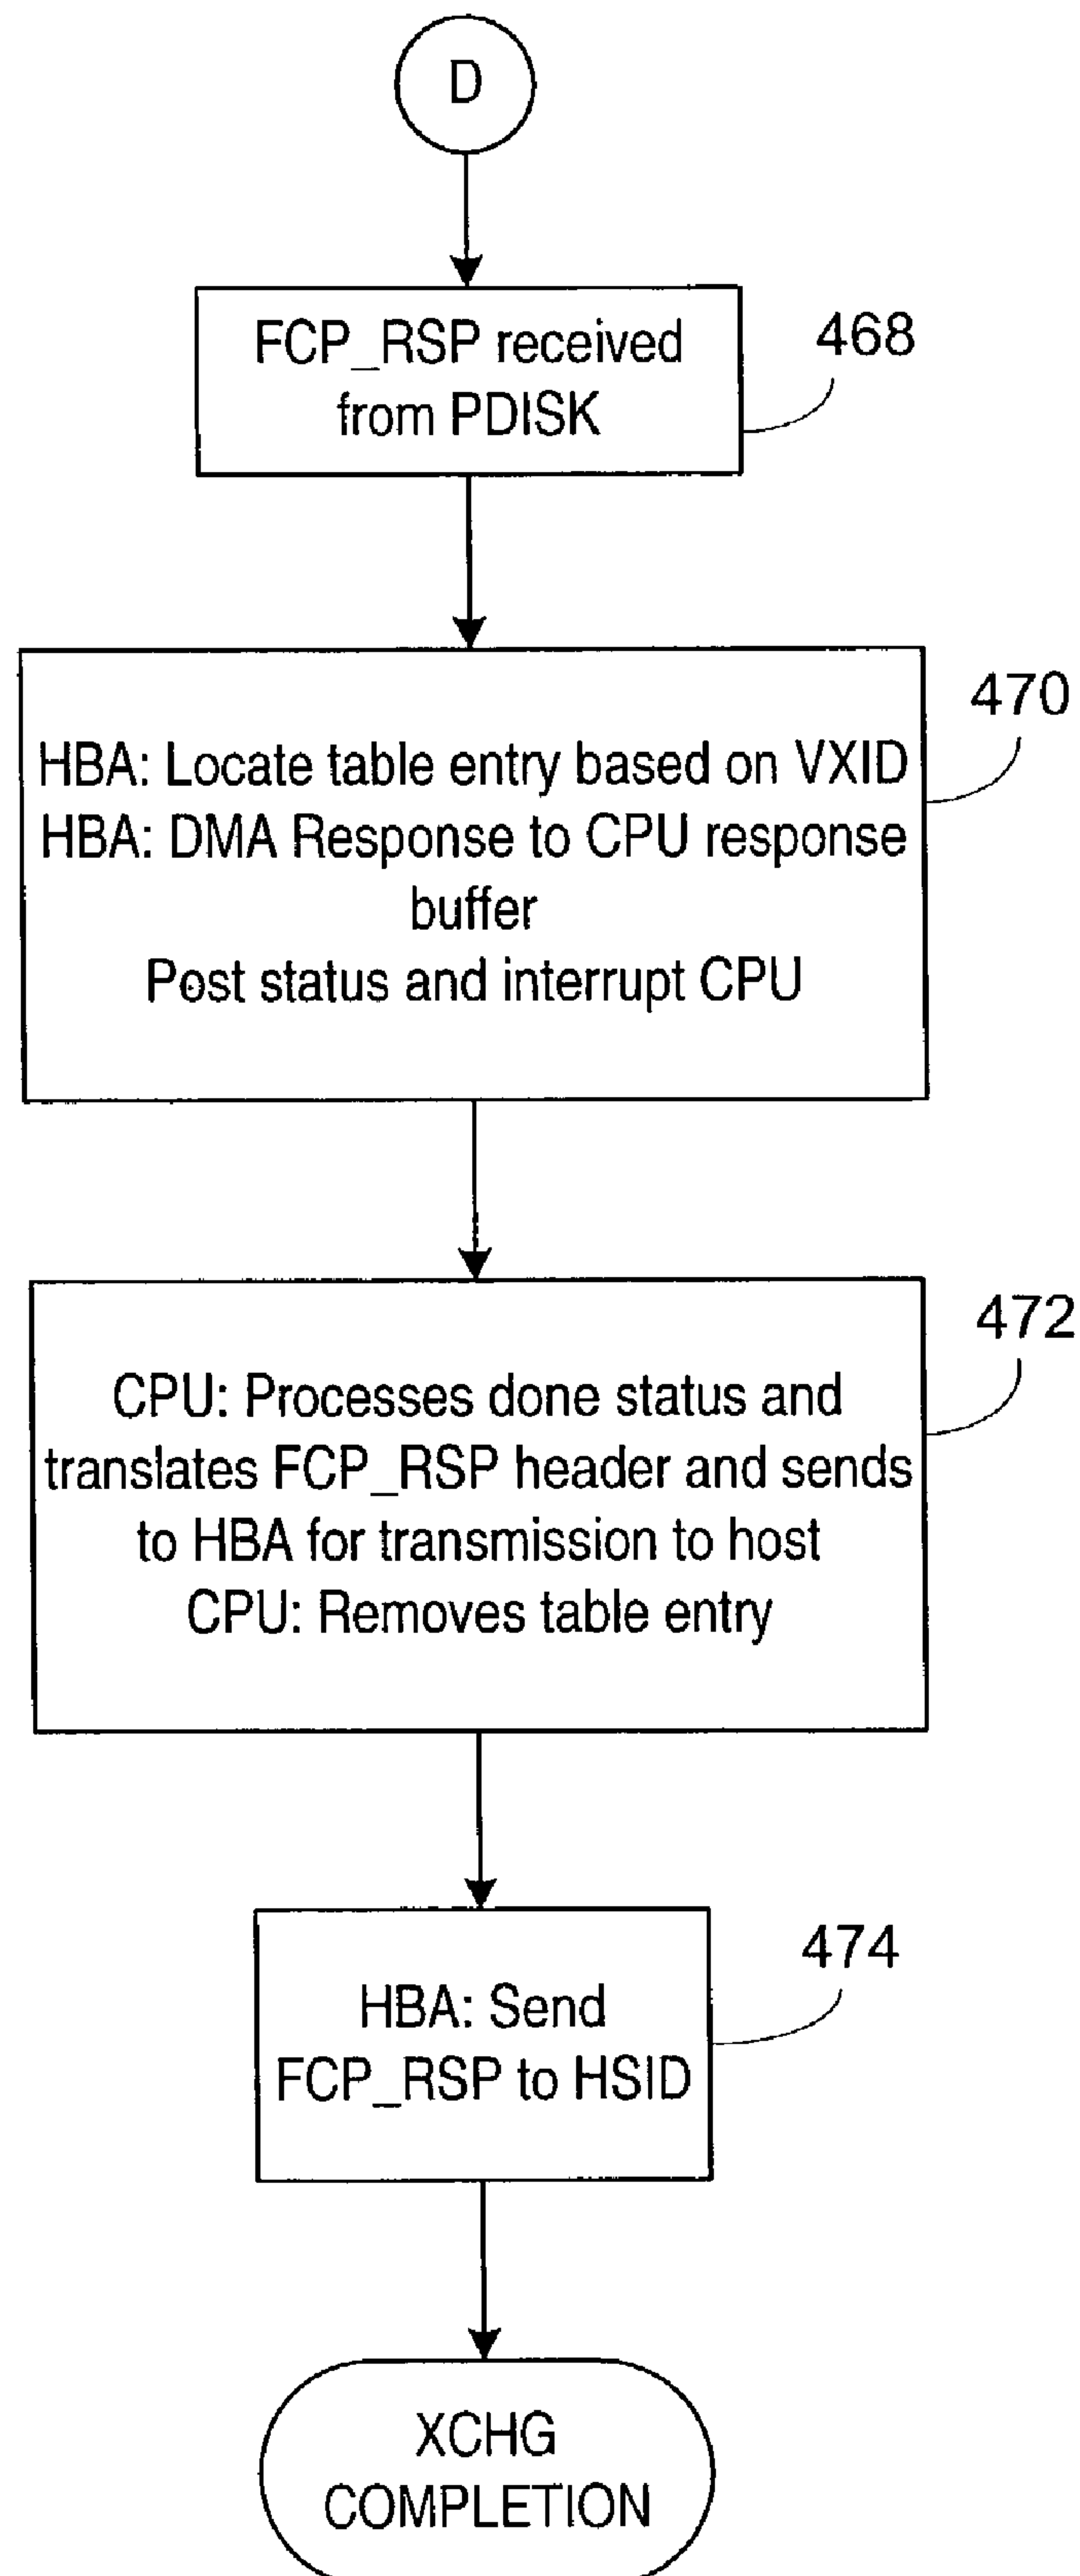 D
FCP_RSP received
from PDISK
468
HBA: Locate table entry based on VXID
HBA: DMA Response to CPU response
buffer
Post status and interrupt CPU
470
CPU: Processes done status and
translates FCP_RSP header and sends
to HBA for transmission to host
CPU: Removes table entry
472
HBA: Send
FCP_RSP to HSID
474
XCHG
COMPLETION